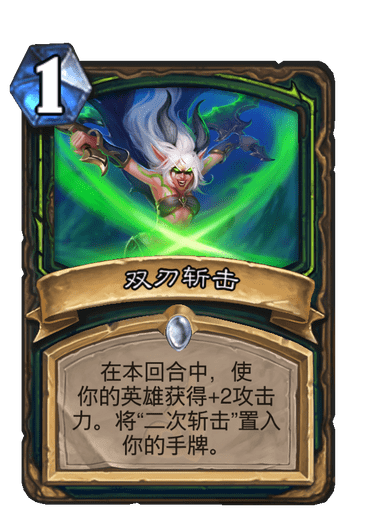 1
双刃斩击
在本回合中，使
你的英雄获得+2攻击
力。将“二次斩击”置入
你的手牌。